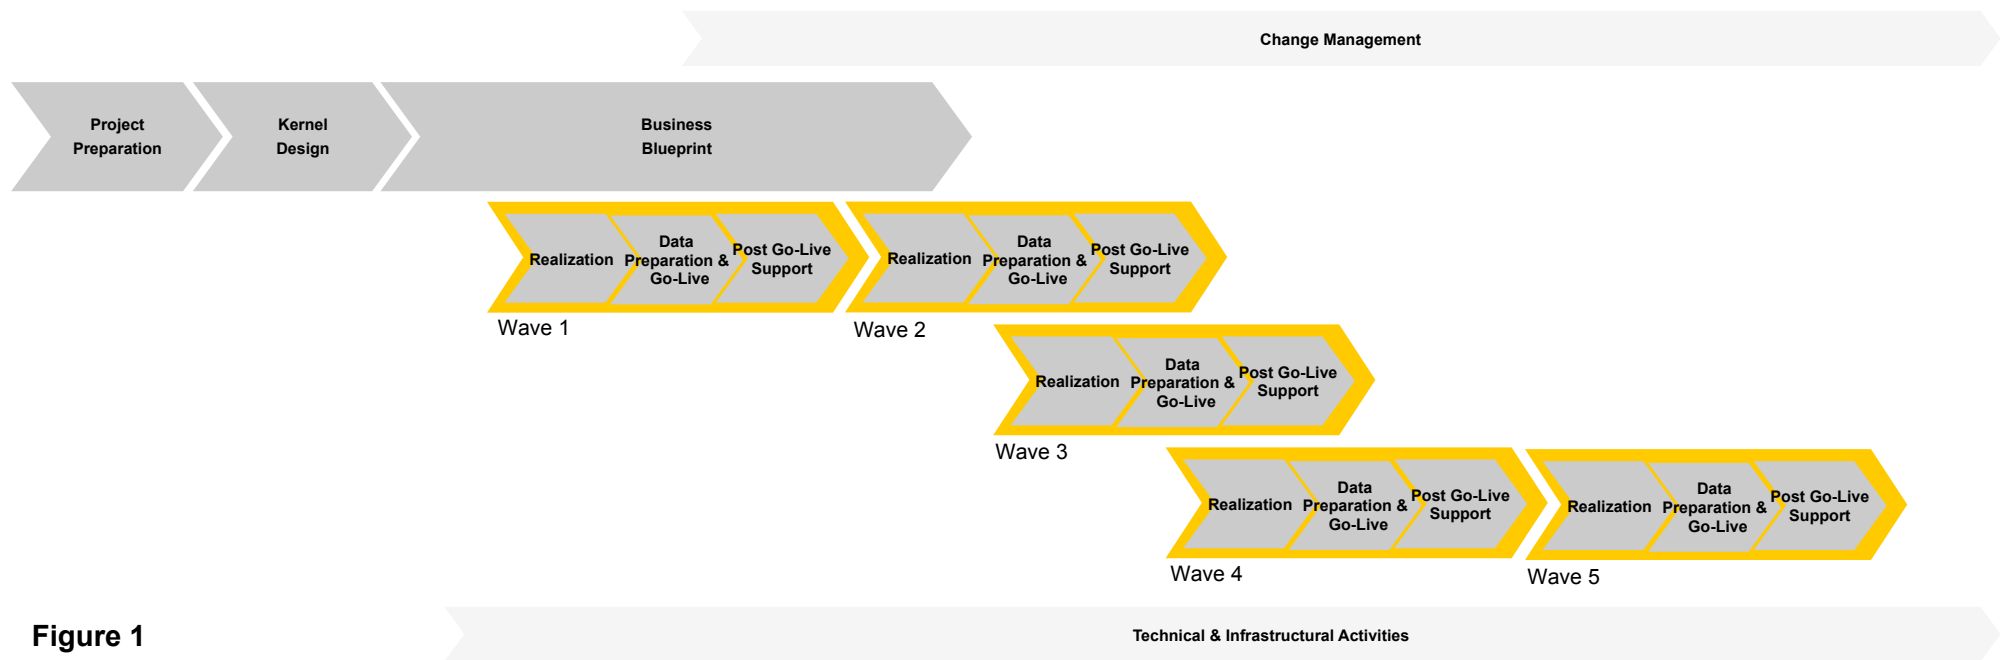 Change Management
Project
Preparation
Kernel
Design
Business
Blueprint
Realization
Data
Preparation &
Go-Live
Post Go-Live
Support
Wave 1
Realization
Data
Preparation &
Go-Live
Post Go-Live
Support
Wave 2
Realization
Data
Preparation &
Go-Live
Post Go-Live
Support
Wave 3
Realization
Data
Preparation &
Go-Live
Post Go-Live
Support
Wave 4
Realization
Data
Preparation &
Go-Live
Post Go-Live
Support
Wave 5
Figure 1
Technical & Infrastructural Activities